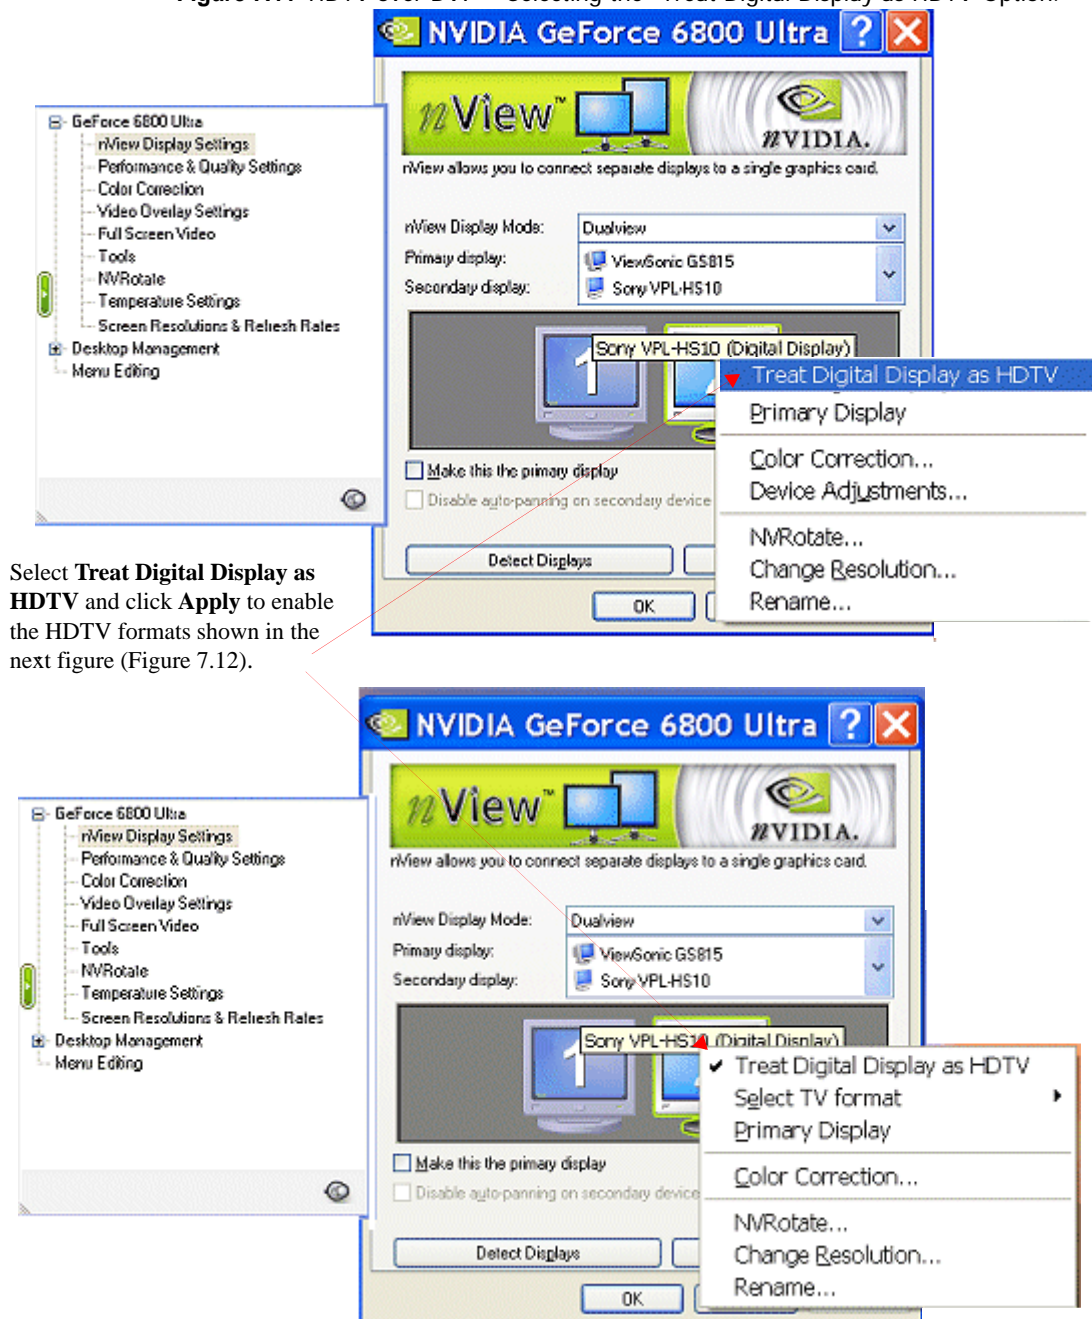 NVIDIA GeForce 6800 Ultra
nView™
NVIDIA.
nView allows you to connect separate displays to a single graphics card.
GeForce 6800 Ultra
nView Display Settings
Performance & Quality Settings
Color Correction
Video Overlay Settings
Full Screen Video
Tools
NVRotate
Temperature Settings
Screen Resolutions & Refresh Rates
Desktop Management
Menu Editing
nView Display Mode: Dualview
Primary display: ViewSonic GS815
Secondary display: Sony VPL-HS10
1
Sony VPL-HS10 (Digital Display)
Treat Digital Display as HDTV
Primary Display
Color Correction...
Device Adjustments...
NVRotate...
Change Resolution...
Rename...
Make this the primary display
Disable auto-panning on secondary device
Detect Displays
OK
Select Treat Digital Display as
HDTV and click Apply to enable
the HDTV formats shown in the
next figure (Figure 7.12).
NVIDIA GeForce 6800 Ultra
nView™
NVIDIA.
nView allows you to connect separate displays to a single graphics card.
GeForce 6800 Ultra
nView Display Settings
Performance & Quality Settings
Color Correction
Video Overlay Settings
Full Screen Video
Tools
NVRotate
Temperature Settings
Screen Resolutions & Refresh Rates
Desktop Management
Menu Editing
nView Display Mode: Dualview
Primary display: ViewSonic GS815
Secondary display: Sony VPL-HS10
1
Sony VPL-HS10 (Digital Display)
Treat Digital Display as HDTV
Select TV format
Primary Display
Color Correction...
NVRotate...
Change Resolution...
Rename...
Make this the primary display
Disable auto-panning on secondary device
Detect Displays
OK